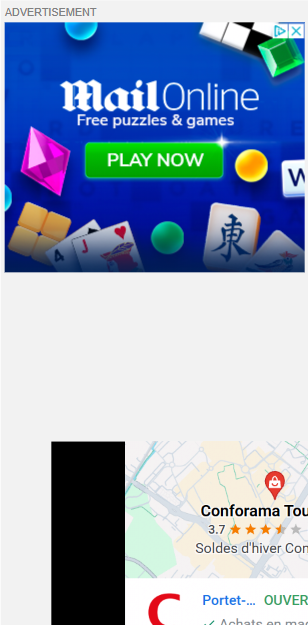 ADVERTISEMENT
Mail Online
Free puzzles & games
PLAY NOW
W
4
J
東
Conforama Tou
3.7
Soldes d'hiver Con
Portet-... OUVER
Achats en mag